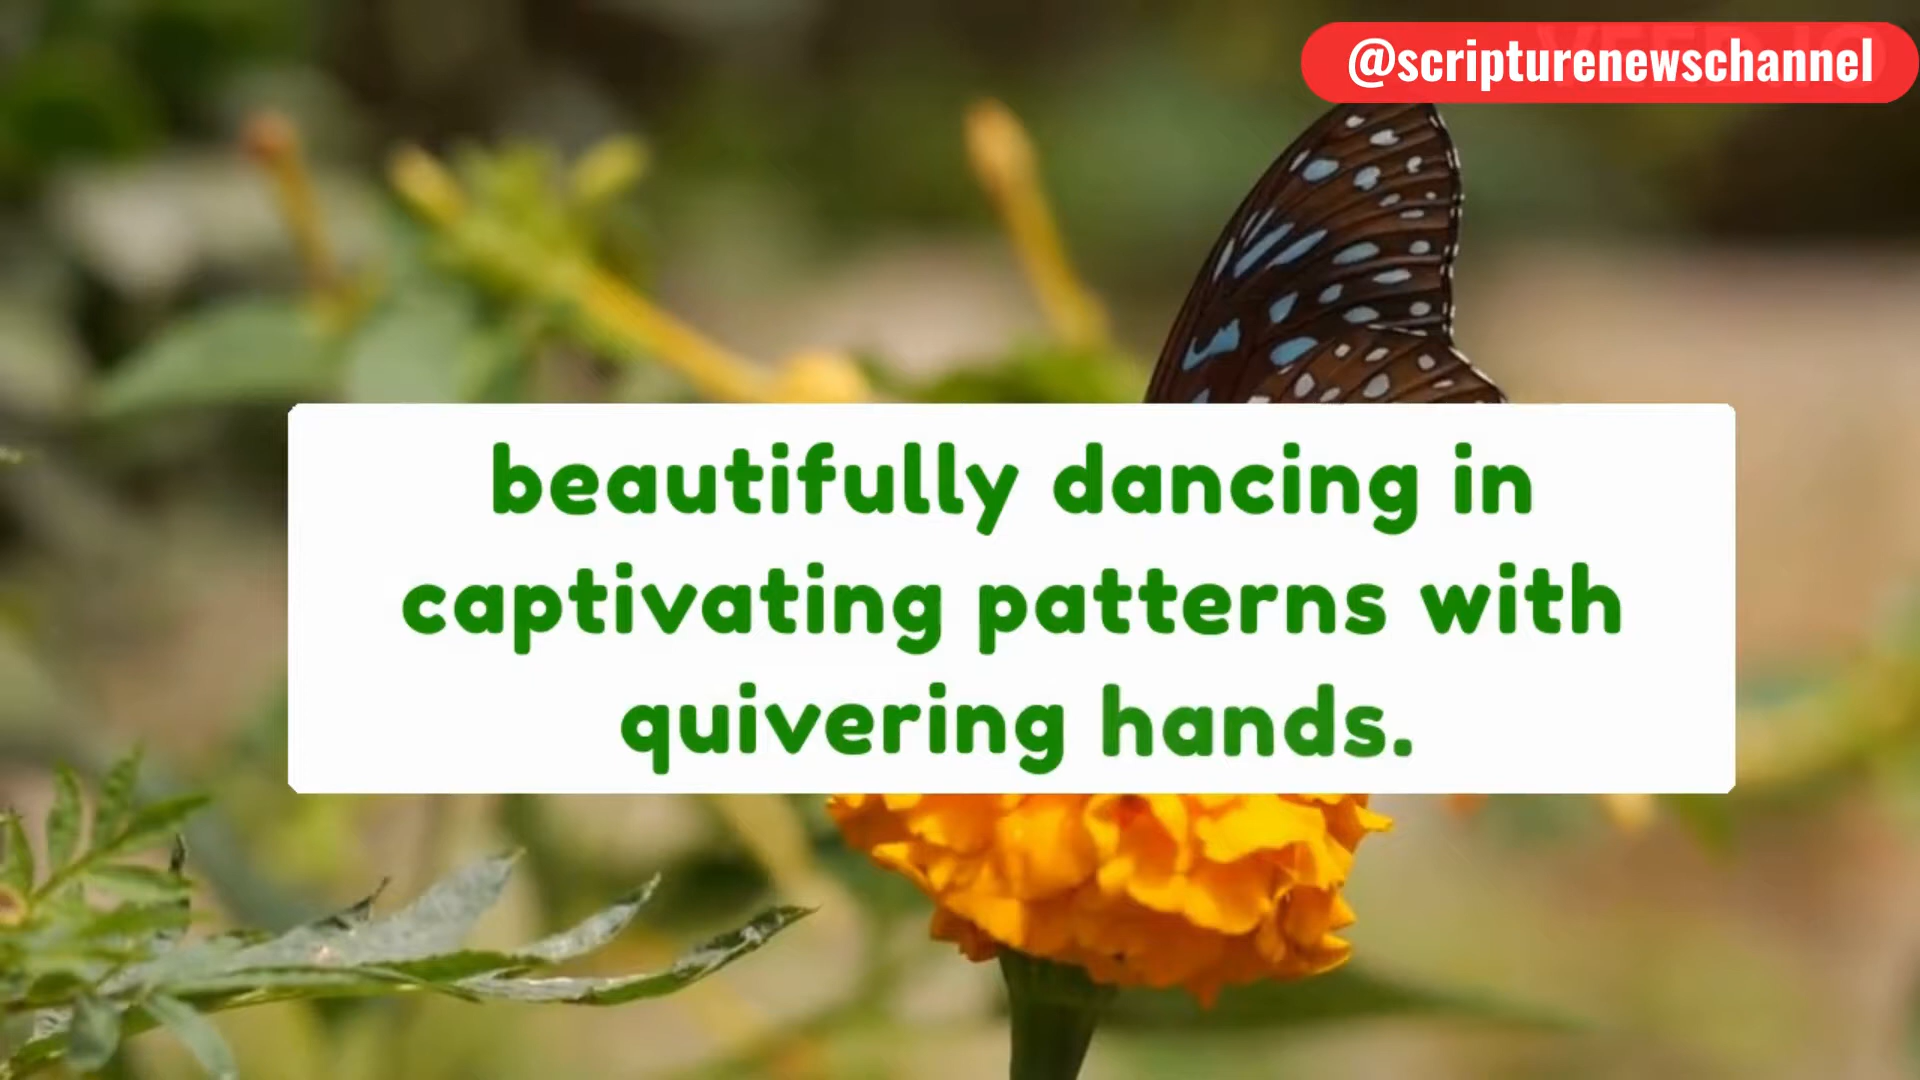 @scripturenewschannel
beautifully dancing in
captivating patterns with
quivering hands.